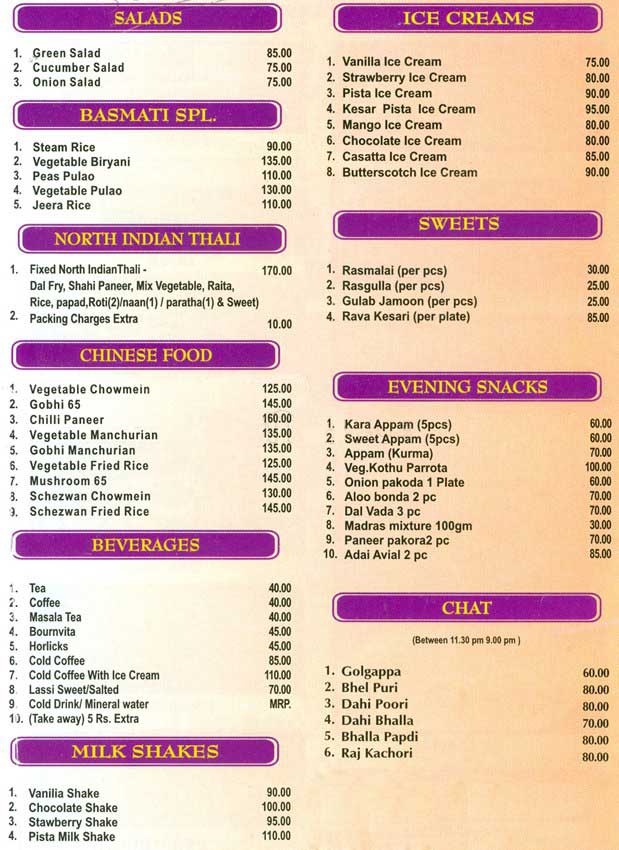 SALADS
1. Green Salad 85.00
2. Cucumber Salad 75.00
3. Onion Salad 75.00
BASMATI SPL.
1. Steam Rice 90.00
2. Vegetable Biryani 135.00
3. Peas Pulao 110.00
4. Vegetable Pulao 130.00
5. Jeera Rice 110.00
NORTH INDIAN THALI
1. Fixed North IndianThali - 170.00
Dal Fry, Shahi Paneer, Mix Vegetable, Raita,
Rice, papad,Roti(2)/naan(1) / paratha(1) & Sweet)
2. Packing Charges Extra 10.00
CHINESE FOOD
1. Vegetable Chowmein 125.00
2. Gobhi 65 145.00
3. Chilli Paneer 160.00
4. Vegetable Manchurian 135.00
5. Gobhi Manchurian 135.00
6. Vegetable Fried Rice 125.00
7. Mushroom 65 145.00
8. Schezwan Chowmein 130.00
9. Schezwan Fried Rice 145.00
BEVERAGES
1. Tea 40.00
2. Coffee 40.00
3. Masala Tea 40.00
4. Bournvita 45.00
5. Horlicks 45.00
6. Cold Coffee 85.00
7. Cold Coffee With Ice Cream 110.00
8. Lassi Sweet/Salted 70.00
9. Cold Drink/ Mineral water MRP.
10. (Take away) 5 Rs. Extra
MILK SHAKES
1. Vanilia Shake 90.00
2. Chocolate Shake 100.00
3. Stawberry Shake 95.00
4. Pista Milk Shake 110.00
ICE CREAMS
1. Vanilla Ice Cream 75.00
2. Strawberry Ice Cream 80.00
3. Pista Ice Cream 90.00
4. Kesar Pista Ice Cream 95.00
5. Mango Ice Cream 80.00
6. Chocolate Ice Cream 80.00
7. Casatta Ice Cream 85.00
8. Butterscotch Ice Cream 90.00
SWEETS
1. Rasmalai (per pcs) 30.00
2. Rasgulla (per pcs) 25.00
3. Gulab Jamoon (per pcs) 25.00
4. Rava Kesari (per plate) 85.00
EVENING SNACKS
1. Kara Appam (5pcs) 60.00
2. Sweet Appam (5pcs) 60.00
3. Appam (Kurma) 70.00
4. Veg.Kothu Parrota 100.00
5. Onion pakoda 1 Plate 60.00
6. Aloo bonda 2 pc 70.00
7. Dal Vada 3 pc 70.00
8. Madras mixture 100gm 30.00
9. Paneer pakora2 pc 70.00
10. Adai Avial 2 pc 85.00
CHAT
(Between 11.30 pm 9.00 pm )
1. Golgappa 60.00
2. Bhel Puri 80.00
3. Dahi Poori 80.00
4. Dahi Bhalla 70.00
5. Bhalla Papdi 80.00
6. Raj Kachori 80.00